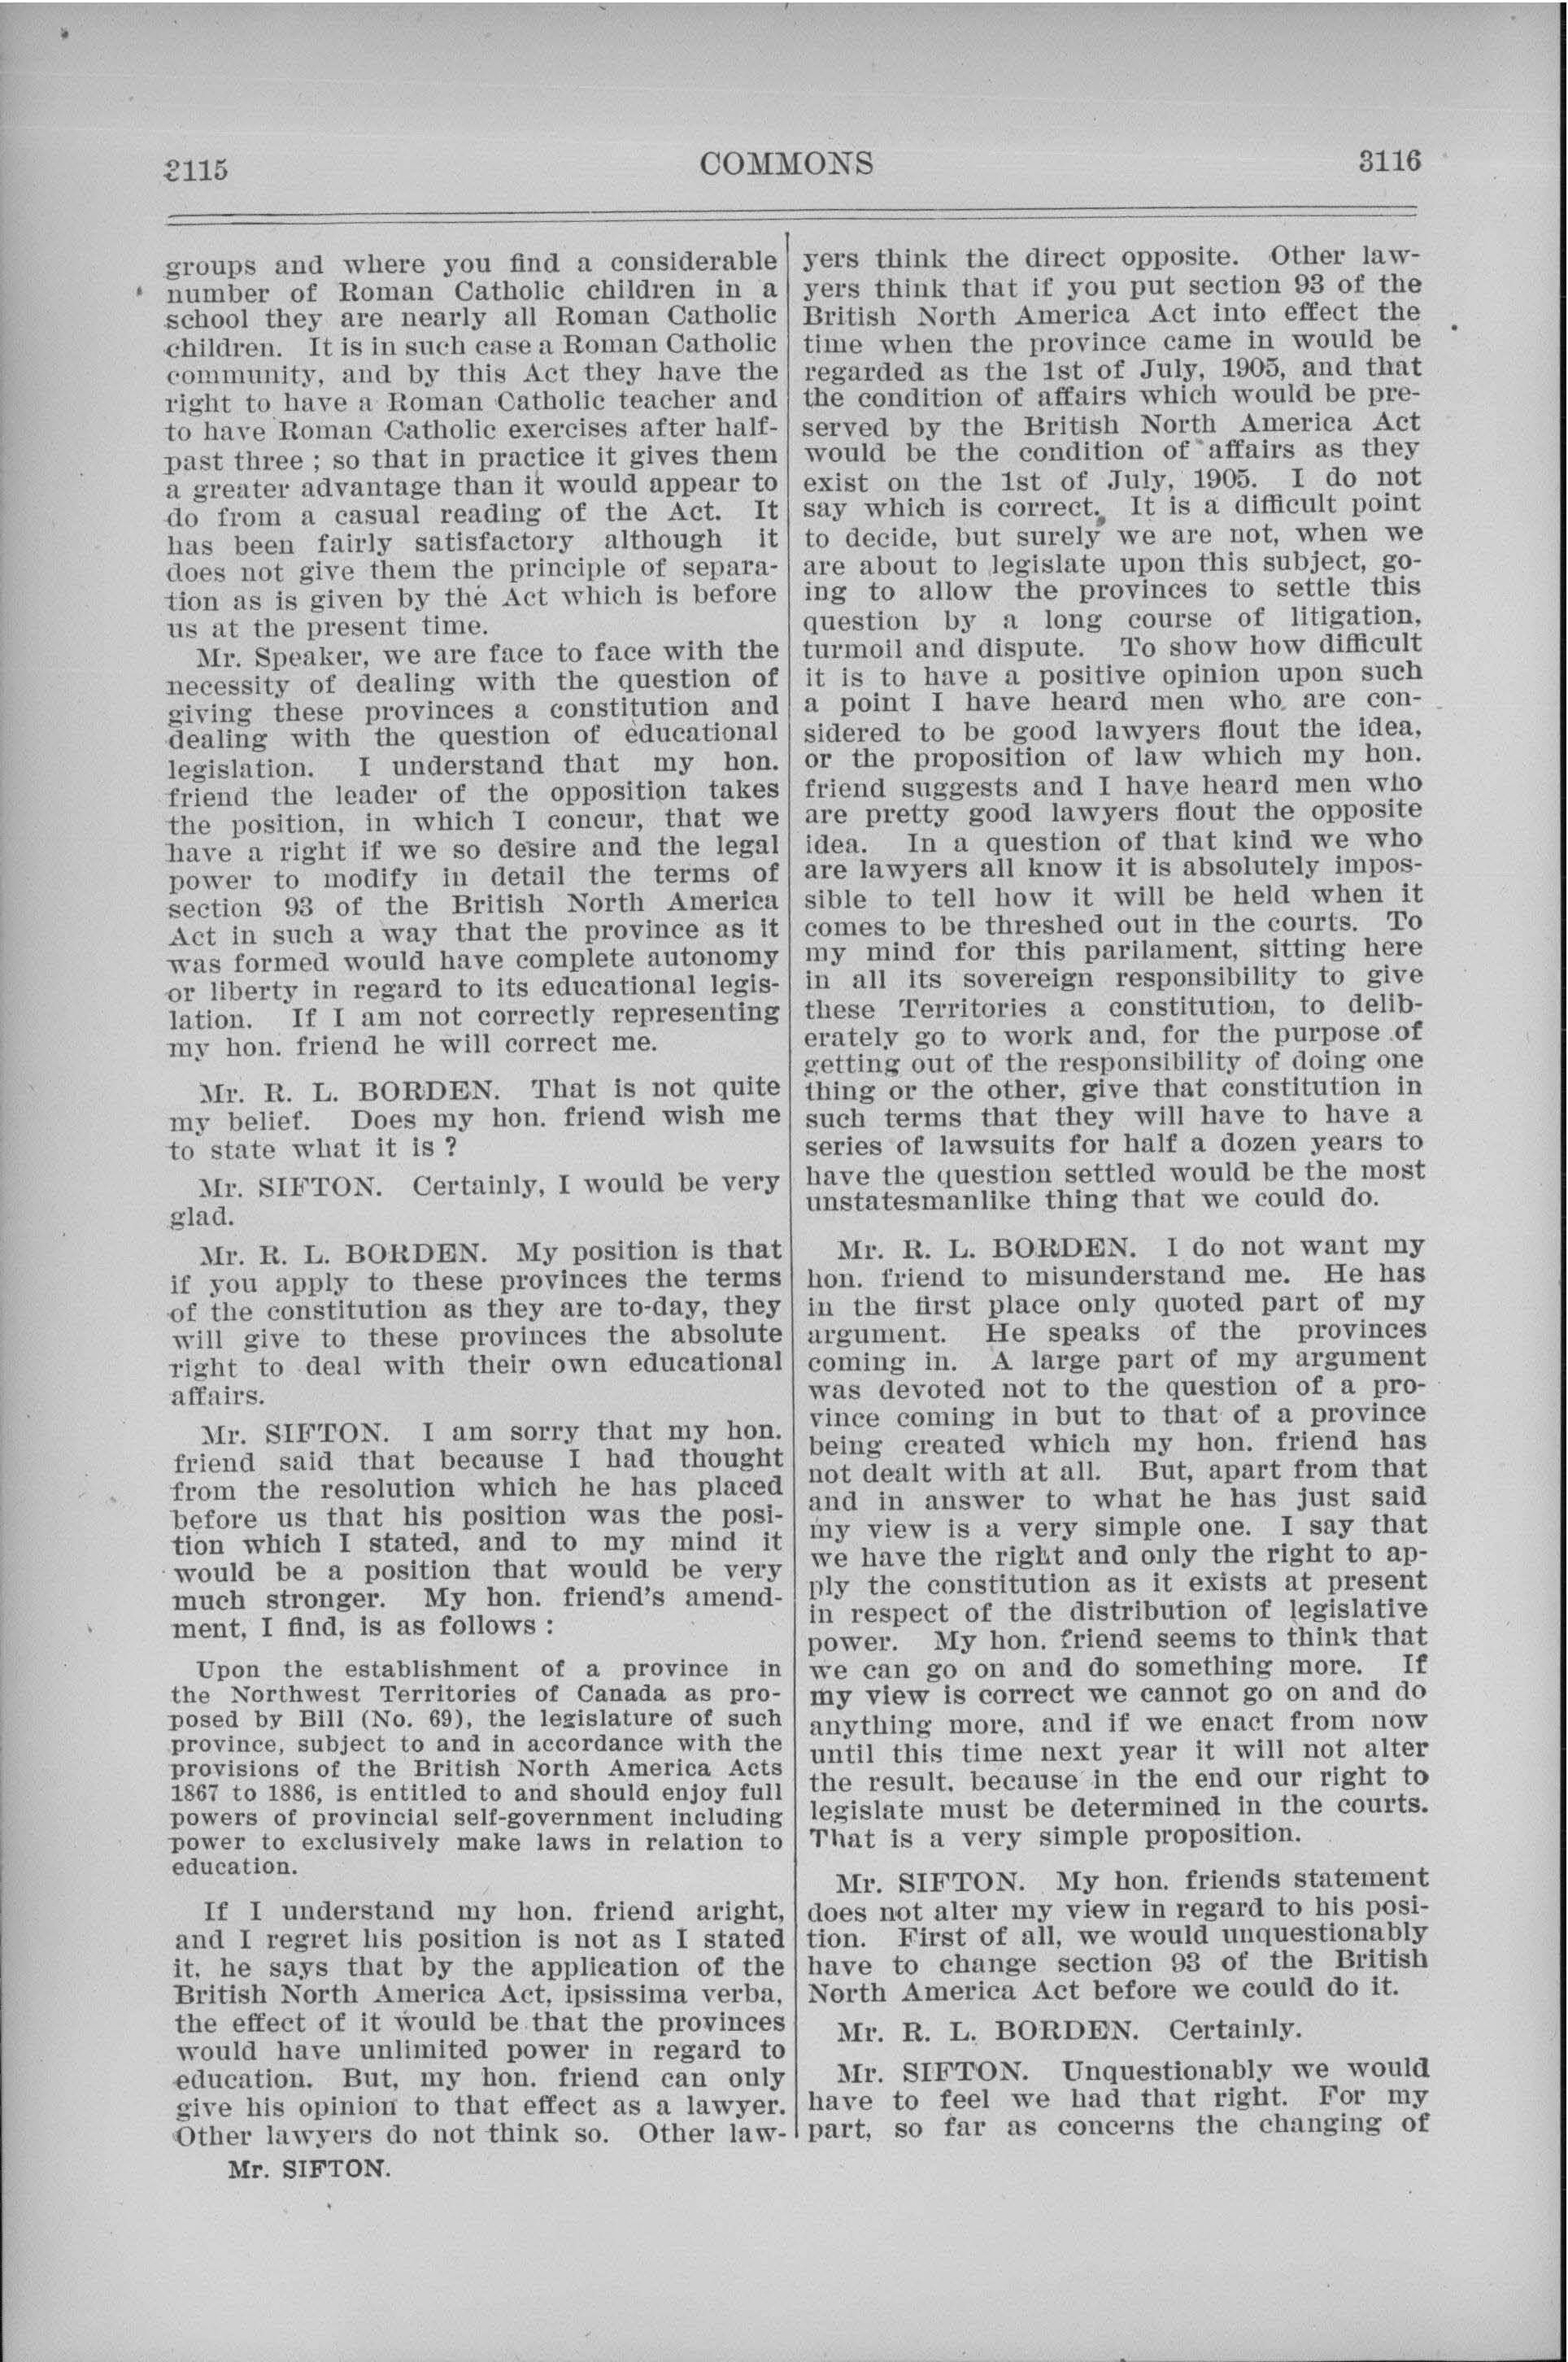 2115
COMMONS
3116
groups and where you find a considerable
number of Roman Catholic children in a
school they are nearly all Roman Catholic
children. It is in such case a Roman Catholic
community, and by this Act they have the
right to have a Roman Catholic teacher and
to have Roman Catholic exercises after half-
past three ; so that in practice it gives them
a greater advantage than it would appear to
do from a casual reading of the Act. It
has been fairly satisfactory although it
does not give them the principle of separa-
tion as is given by the Act which is before
us at the present time.
Mr. Speaker, we are face to face with the
necessity of dealing with the question of
giving these provinces a constitution and
dealing with the question of educational
legislation. I understand that my hon.
friend the leader of the opposition takes
the position, in which I concur, that we
have a right if we so desire and the legal
power to modify in detail the terms of
section 93 of the British North America
Act in such a way that the province as it
was formed would have complete autonomy
or liberty in regard to its educational legis-
lation. If I am not correctly representing
my hon. friend he will correct me.
Mr. R. L. BORDEN. That is not quite
my belief. Does my hon. friend wish me
to state what it is ?
Mr. SIFTON. Certainly, I would be very
glad.
Mr. R. L. BORDEN. My position is that
if you apply to these provinces the terms
of the constitution as they are to-day, they
will give to these provinces the absolute
right to deal with their own educational
affairs.
Mr. SIFTON. I am sorry that my hon.
friend said that because I had thought
from the resolution which he has placed
before us that his position was the posi-
tion which I stated, and to my mind it
would be a position that would be very
much stronger. My hon. friend's amend-
ment, I find, is as follows :
Upon the establishment of a province in
the Northwest Territories of Canada as pro-
posed by Bill (No. 69), the legislature of such
province, subject to and in accordance with the
provisions of the British North America Acts
1867 to 1886, is entitled to and should enjoy full
powers of provincial self-government including
power to exclusively make laws in relation to
education.
If I understand my hon. friend aright,
and I regret his position is not as I stated
it, he says that by the application of the
British North America Act, ipsissima verba,
the effect of it would be that the provinces
would have unlimited power in regard to
education. But, my hon. friend can only
give his opinion to that effect as a lawyer.
Other lawyers do not think so. Other law-
Mr. SIFTON.
yers think the direct opposite. Other law-
yers think that if you put section 93 of the
British North America Act into effect the
time when the province came in would be
regarded as the 1st of July, 1905, and that
the condition of affairs which would be pre-
served by the British North America Act
would be the condition of affairs as they
exist on the 1st of July, 1905. I do not
say which is correct. It is a difficult point
to decide, but surely we are not, when we
are about to legislate upon this subject, go-
ing to allow the provinces to settle this
question by a long course of litigation,
turmoil and dispute. To show how difficult
it is to have a positive opinion upon such
a point I have heard men who are con-
sidered to be good lawyers flout the idea,
or the proposition of law which my hon.
friend suggests and I have heard men who
are pretty good lawyers flout the opposite
idea. In a question of that kind we who
are lawyers all know it is absolutely impos-
sible to tell how it will be held when it
comes to be threshed out in the courts. To
my mind for this parilament, sitting here
in all its sovereign responsibility to give
these Territories a constitution, to delib-
erately go to work and, for the purpose of
getting out of the responsibility of doing one
thing or the other, give that constitution in
such terms that they will have to have a
series of lawsuits for half a dozen years to
have the question settled would be the most
unstatesmanlike thing that we could do.
Mr. R. L. BORDEN. I do not want my
hon. friend to misunderstand me. He has
in the first place only quoted part of my
argument. He speaks of the provinces
coming in. A large part of my argument
was devoted not to the question of a pro-
vince coming in but to that of a province
being created which my hon. friend has
not dealt with at all. But, apart from that
and in answer to what he has just said
my view is a very simple one. I say that
we have the right and only the right to ap-
ply the constitution as it exists at present
in respect of the distribution of legislative
power. My hon. friend seems to think that
we can go on and do something more. If
my view is correct we cannot go on and do
anything more, and if we enact from now
until this time next year it will not alter
the result, because in the end our right to
legislate must be determined in the courts.
That is a very simple proposition.
Mr. SIFTON. My hon. friends statement
does not alter my view in regard to his posi-
tion. First of all, we would unquestionably
have to change section 93 of the British
North America Act before we could do it.
Mr. R. L. BORDEN. Certainly.
Mr. SIFTON. Unquestionably we would
have to feel we had that right. For my
part, so far as concerns the changing of